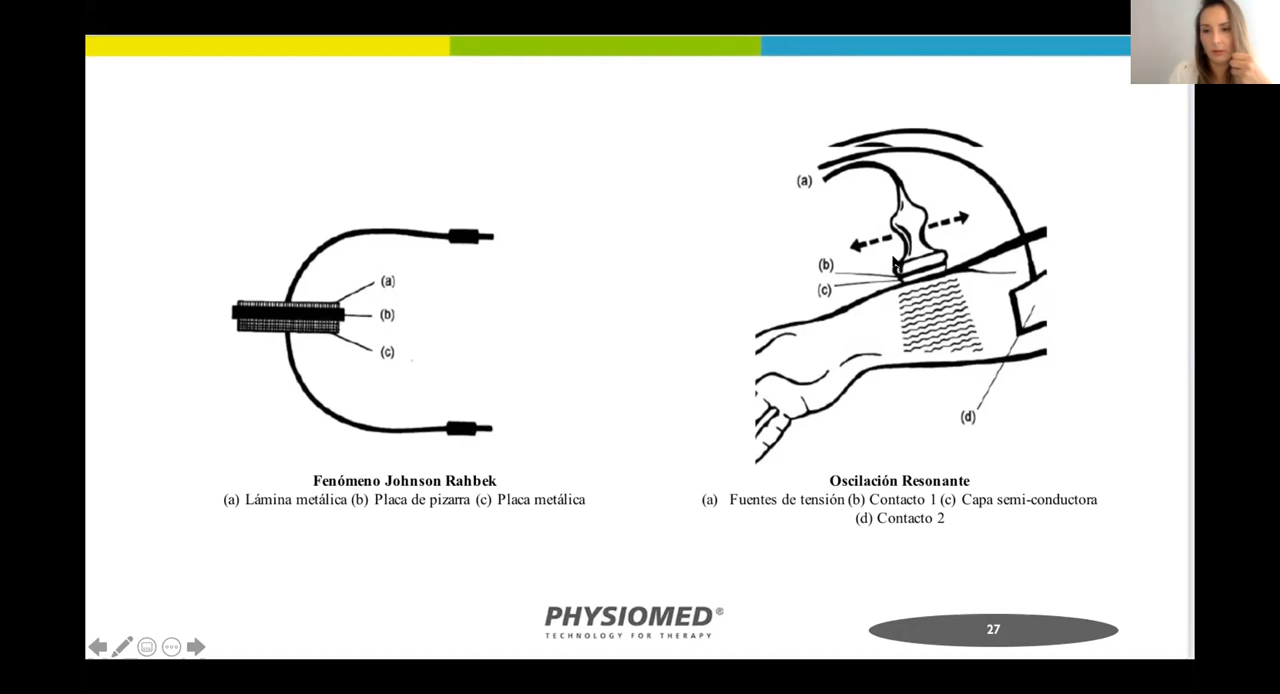 (a)
(b)
(c)
(a)
(b)
(c)
(d)
Fenómeno Johnson Rahbek
(a) Lámina metálica (b) Placa de pizarra (c) Placa metálica
Oscilación Resonante
(a) Fuentes de tensión (b) Contacto 1 (c) Capa semi-conductora
(d) Contacto 2
PHYSIOMED®
TECHNOLOGY FOR THERAPY
27